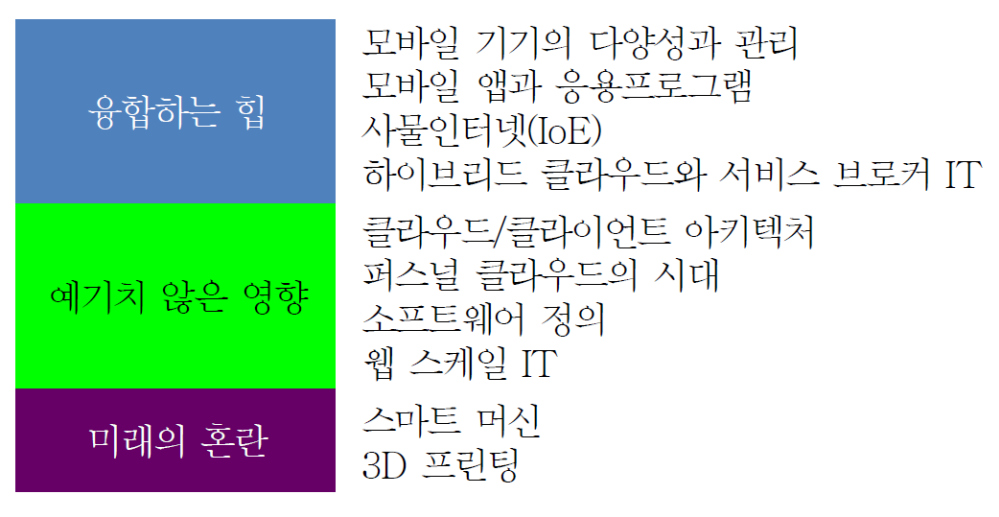 융합하는 힙
모바일 기기의 다양성과 관리
모바일 앱과 응용프로그램
사물인터넷(IoE)
하이브리드 클라우드와 서비스 브로커 IT
예기치 않은 영향
클라우드/클라이언트 아키텍처
퍼스널 클라우드의 시대
소프트웨어 정의
웹 스케일 IT
미래의 혼란
스마트 머신
3D 프린팅